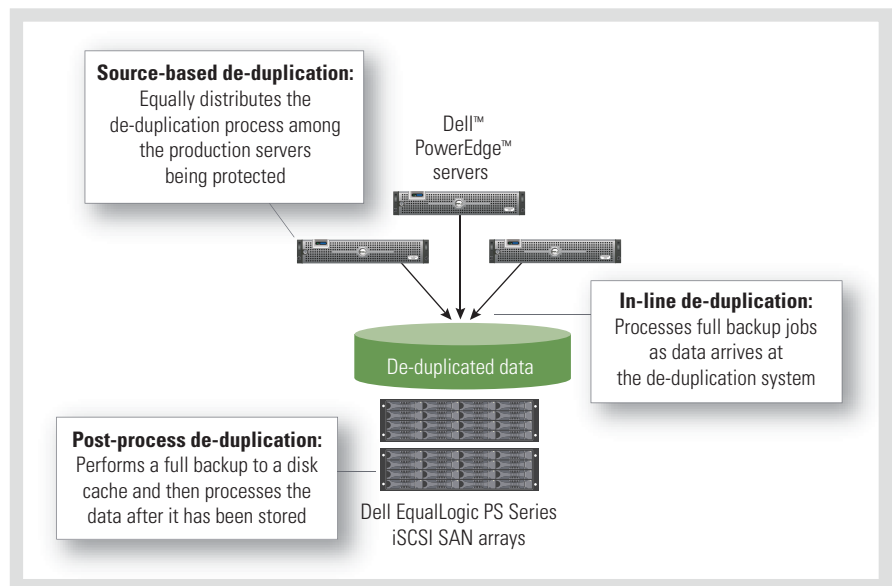 Source-based de-duplication:
Equally distributes the
de-duplication process among
the production servers
being protected
Dell™
PowerEdge™
servers
In-line de-duplication:
Processes full backup jobs
as data arrives at
the de-duplication system
De-duplicated data
Post-process de-duplication:
Performs a full backup to a disk
cache and then processes the
data after it has been stored
Dell EqualLogic PS Series
iSCSI SAN arrays